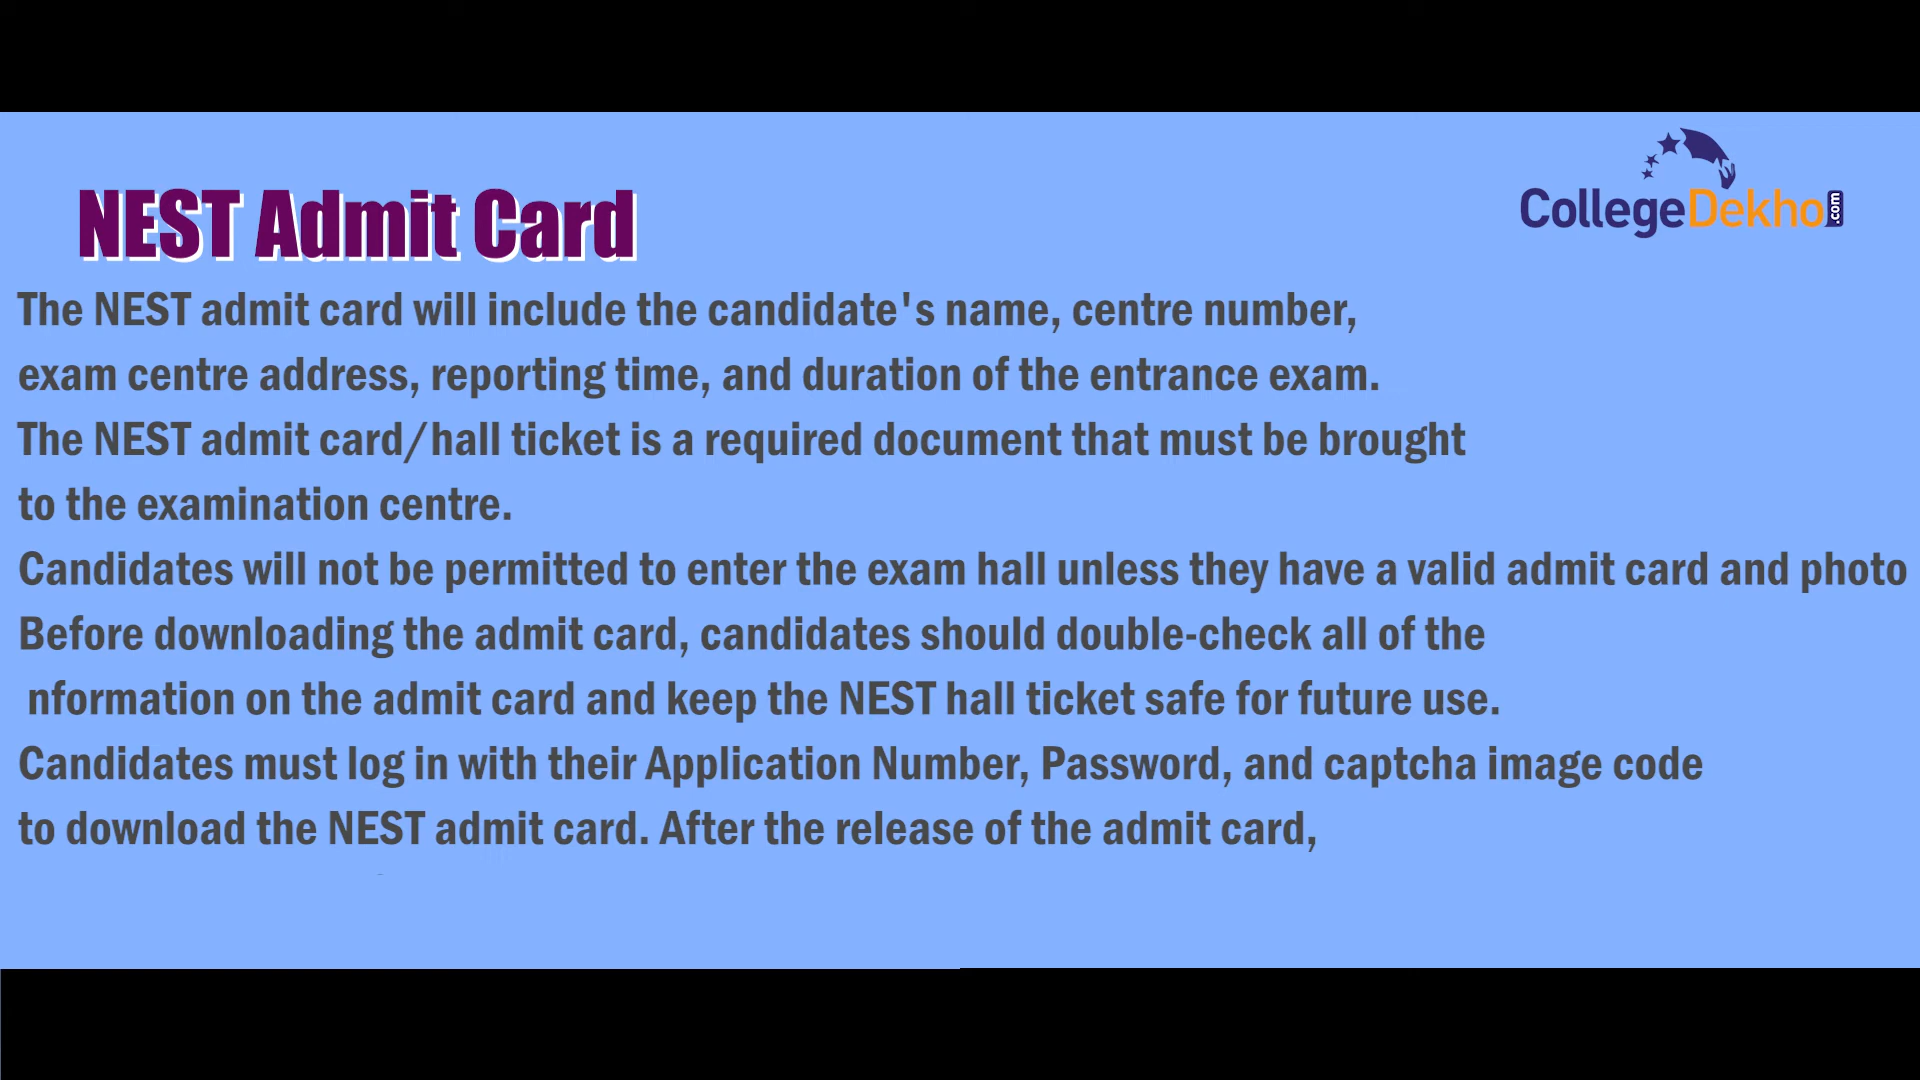 CollegeDekho.com
NEST Admit Card
The NEST admit card will include the candidate's name, centre number,
exam centre address, reporting time, and duration of the entrance exam.
The NEST admit card/hall ticket is a required document that must be brought
to the examination centre.
Candidates will not be permitted to enter the exam hall unless they have a valid admit card and photo
Before downloading the admit card, candidates should double-check all of the
nformation on the admit card and keep the NEST hall ticket safe for future use.
Candidates must log in with their Application Number, Password, and captcha image code
to download the NEST admit card. After the release of the admit card,